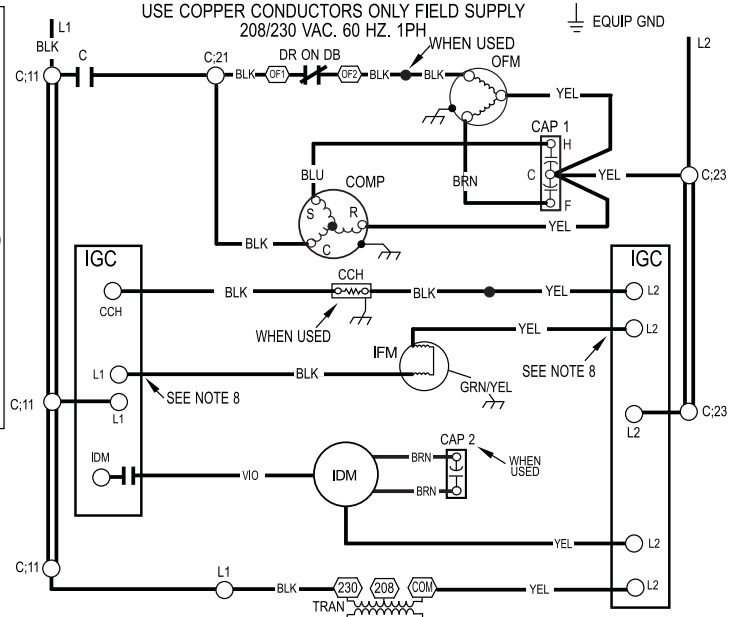 USE COPPER CONDUCTORS ONLY FIELD SUPPLY
208/230 VAC. 60 HZ. 1PH
EQUIP GND
L1
BLK
L2
C;11
C
C;21
BLK
OF1
DR ON DB
OF2
BLK
WHEN USED
BLK
OFM
YEL
CAP 1
H
C
F
YEL
C;23
BLU
COMP
BRN
S
R
C
YEL
BLK
IGC
IGC
CCH
BLK
CCH
BLK
YEL
L2
WHEN USED
YEL
L2
IFM
SEE NOTE 8
L1
BLK
SEE NOTE 8
GRN/YEL
C;11
L1
L2
C;23
IDM
VIO
IDM
BRN
BRN
CAP 2
WHEN
USED
YEL
L2
C;11
L1
BLK
230
208
COM
YEL
L2
TRAN